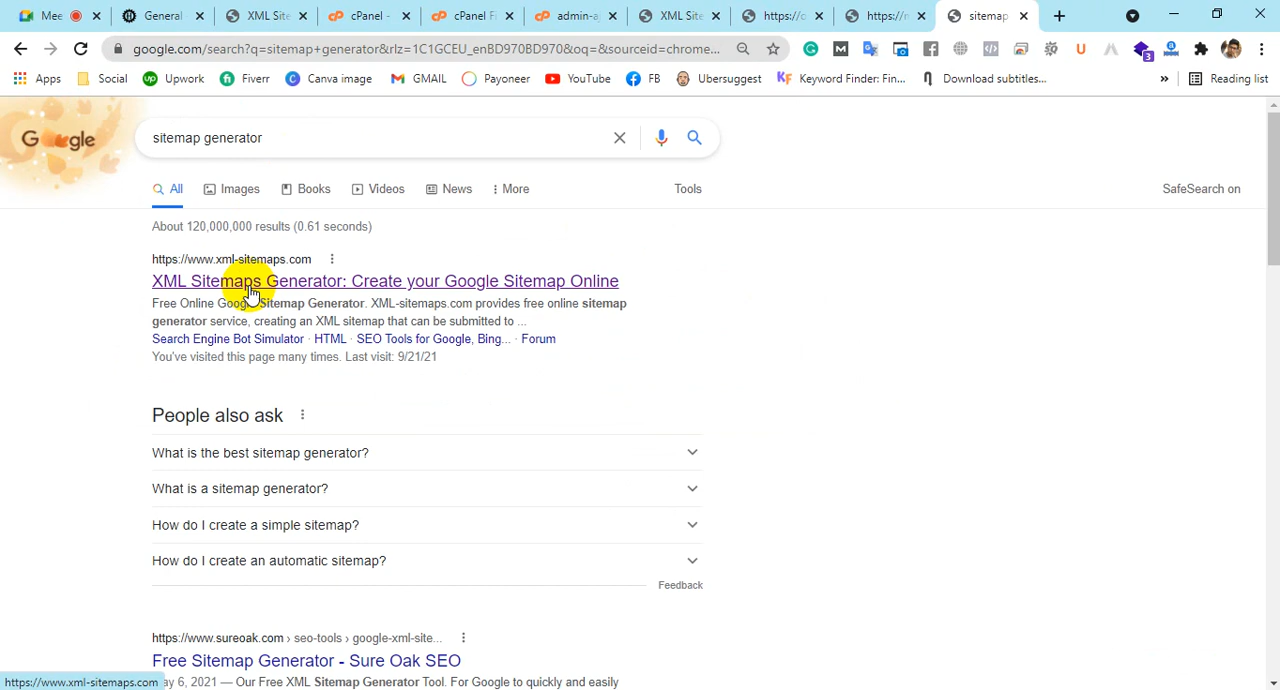 Mee
General
XML Site
cPanel -
cPanel Fi
admin-a
XML Site
https://c
https://r
sitemap
google.com/search?q=sitemap+generator&rlz=1C1GCEU_enBD970BD970&oq=&sourceid=chrome...
3
Apps
Social
Upwork
Fiverr
Canva image
GMAIL
Payoneer
YouTube
FB
Ubersuggest
Keyword Finder: Fin...
Download subtitles...
»
Reading list
Google
sitemap generator
All
Images
Books
Videos
News
More
Tools
SafeSearch on
About 120,000,000 results (0.61 seconds)
https://www.xml-sitemaps.com
XML Sitemaps Generator: Create your Google Sitemap Online
Free Online Google Sitemap Generator. XML-sitemaps.com provides free online sitemap
generator service, creating an XML sitemap that can be submitted to ...
Search Engine Bot Simulator · HTML · SEO Tools for Google, Bing... · Forum
You've visited this page many times. Last visit: 9/21/21
People also ask
What is the best sitemap generator?
What is a sitemap generator?
How do I create a simple sitemap?
How do I create an automatic sitemap?
Feedback
https://www.sureoak.com › seo-tools › google-xml-site...
Free Sitemap Generator - Sure Oak SEO
ay 6, 2021 — Our Free XML Sitemap Generator Tool. For Google to quickly and easily
https://www.xml-sitemaps.com